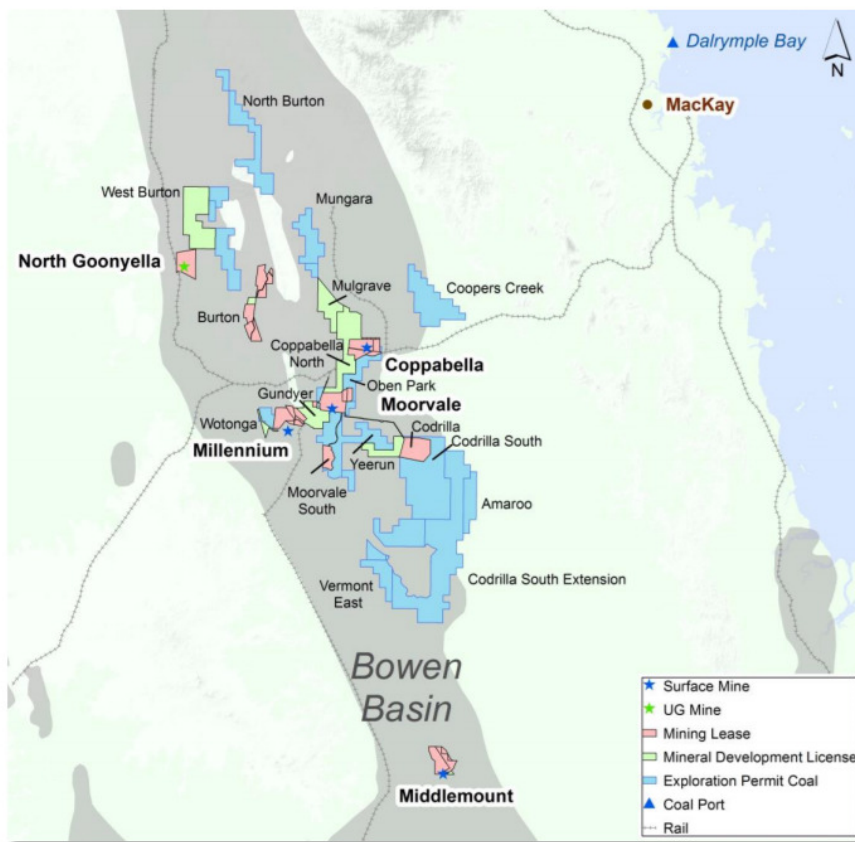 Dalrymple Bay
N
MacKay
North Burton
West Burton
Mungara
North Goonyella
Mulgrave
Coopers Creek
Burton
Coppabella
North
Coppabella
Oben Park
Gundyer
Moorvale
Wotonga
Codrilla
Codrilla South
Millennium
Yeerun
Moorvale
South
Amaroo
Vermont
East
Codrilla South Extension
Bowen
Basin
Middlemount
Surface Mine
UG Mine
Mining Lease
Mineral Development License
Exploration Permit Coal
Coal Port
Rail